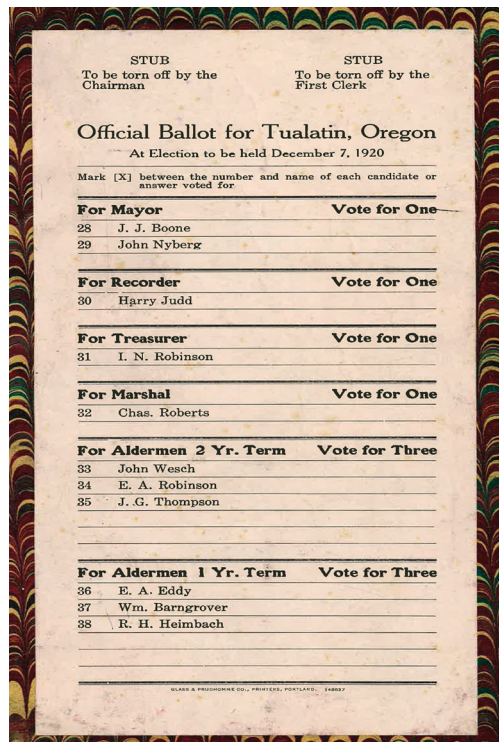 STUB
To be torn off by the
Chairman
STUB
To be torn off by the
First Clerk
Official Ballot for Tualatin, Oregon
At Election to be held December 7, 1920
Mark [X] between the number and name of each candidate or
answer voted for
For Mayor Vote for One
28 J. J. Boone
29 John Nyberg
For Recorder Vote for One
30 Harry Judd
For Treasurer Vote for One
31 I. N. Robinson
For Marshal Vote for One
32 Chas. Roberts
For Aldermen 2 Yr. Term Vote for Three
33 John Wesch
34 E. A. Robinson
35 J. G. Thompson
For Aldermen 1 Yr. Term Vote for Three
36 E. A. Eddy
37 Wm. Barngrover
38 R. H. Heimbach
GLASS & PRUDHOMME CO., PRINTERS, PORTLAND.